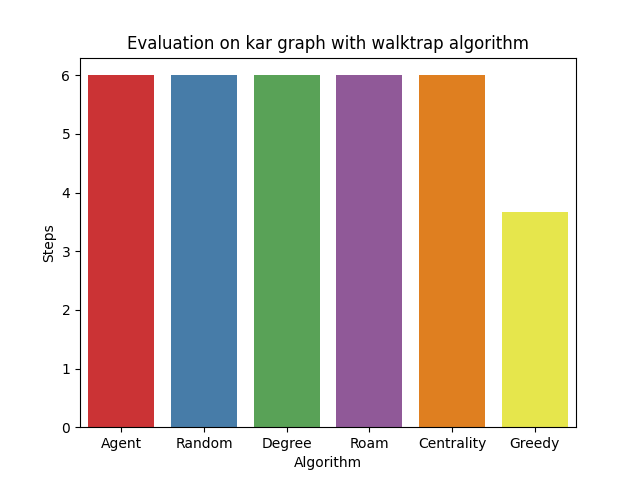 Evaluation on kar graph with walktrap algorithm
6
5
4
3
2
1
0
Steps
Agent Random Degree Roam Centrality Greedy
Algorithm